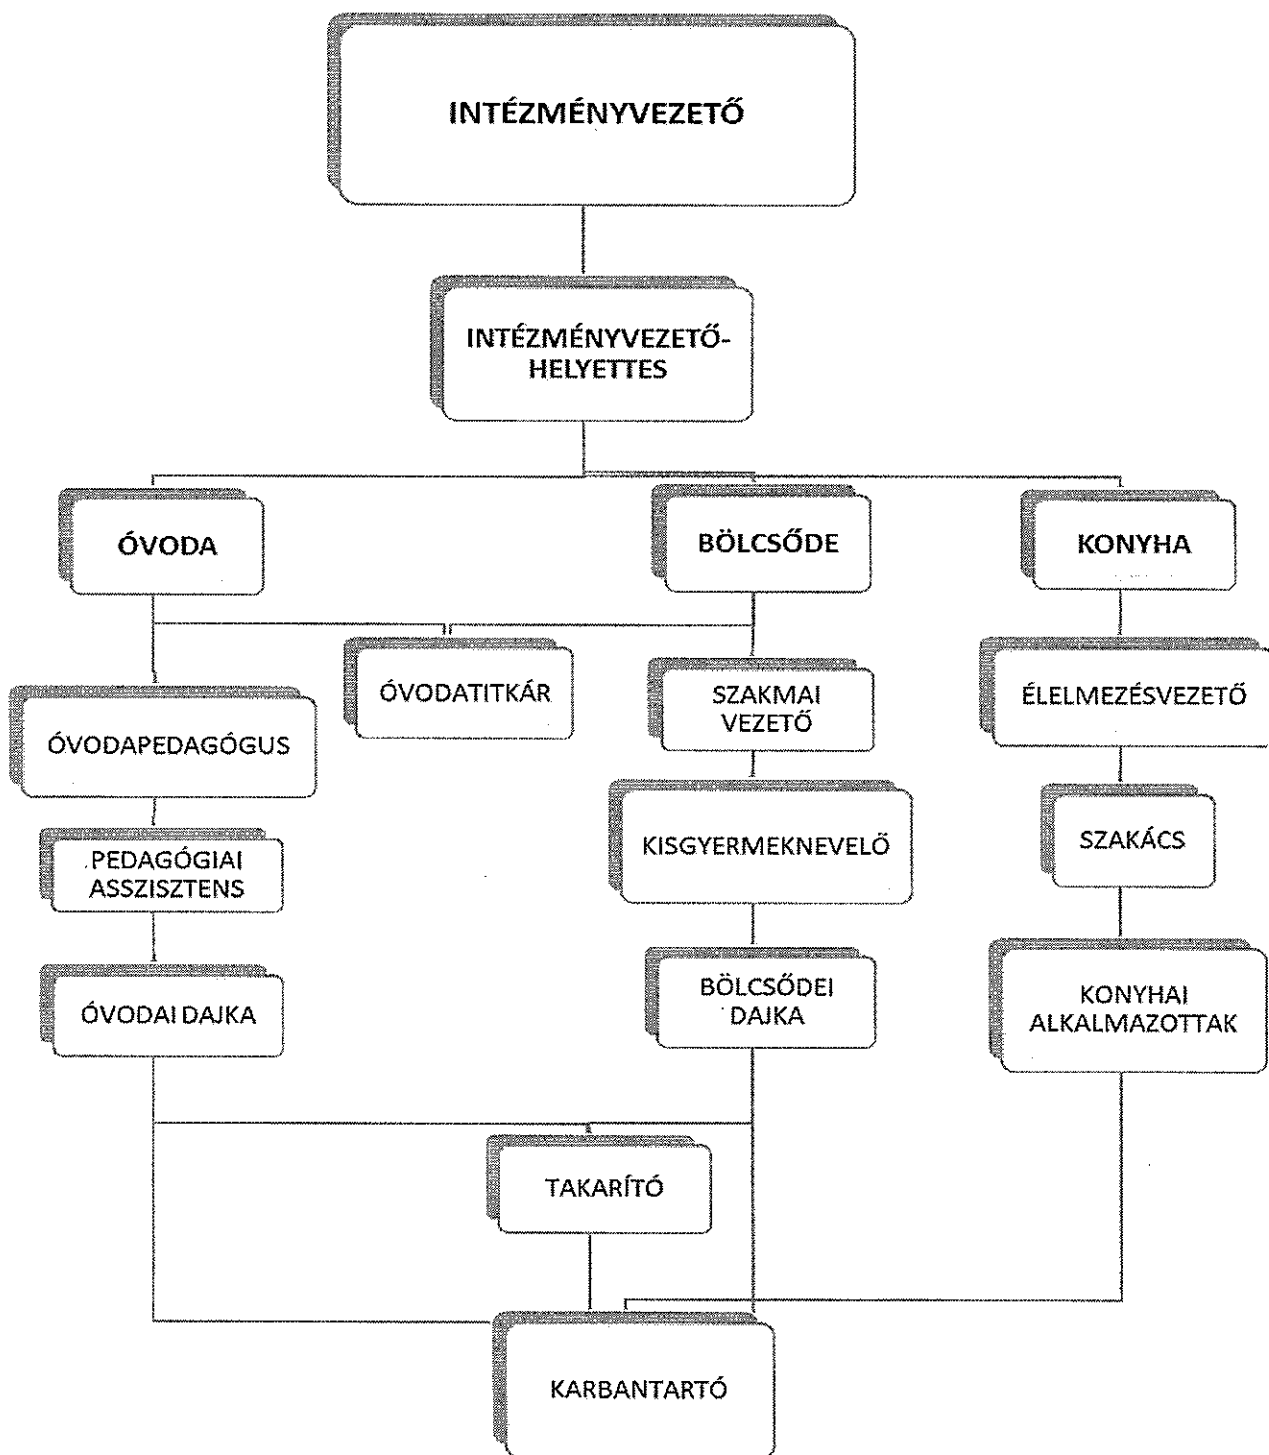 INTÉZMÉNYVEZETŐ
INTÉZMÉNYVEZETŐ-
HELYETTES
ÓVODA
BÖLCSŐDE
KONYHA
ÓVODATITKÁR
SZAKMAI
VEZETŐ
ÉLELMEZÉSVEZETŐ
ÓVODAPEDAGÓGUS
KISGYERMEKNEVELŐ
SZAKÁCS
PEDAGÓGIAI
ASSZISZTENS
ÓVODAI DAJKA
BÖLCSŐDEI
DAJKA
KONYHAI
ALKALMAZOTTAK
TAKARÍTÓ
KARBANTARTÓ